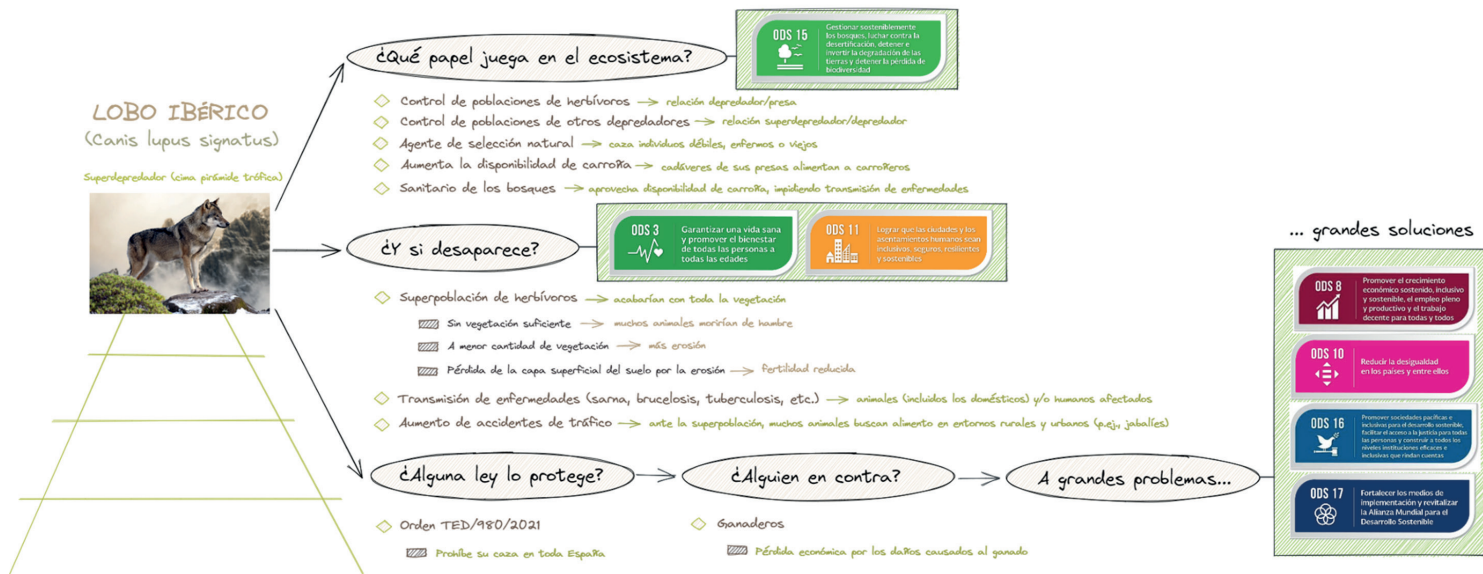 LOBO IBÉRICO
(Canis lupus signatus)
Superdepredador (cima pirámide trófica)
¿Qué papel juega en el ecosistema?
ODS 15
Gestionar sosteniblemente
los bosques, luchar contra la
desertificación, detener e
invertir la degradación de las
tierras y detener la pérdida de
biodiversidad
Control de poblaciones de herbívoros → relación depredador/presa
Control de poblaciones de otros depredadores → relación superdepredador/depredador
Agente de selección natural → caza individuos débiles, enfermos o viejos
Aumenta la disponibilidad de carroña → cadáveres de sus presas alimentan a carroñeros
Sanitario de los bosques → aprovecha disponibilidad de carroña, impidiendo transmisión de enfermedades
¿Y si desaparece?
ODS 3
Garantizar una vida sana
y promover el bienestar
de todas las personas a
todas las edades
ODS 11
Lograr que las ciudades y los
asentamientos humanos sean
inclusivos, seguros, resilientes
y sostenibles
Superpoblación de herbívoros → acabarían con toda la vegetación
Sin vegetación suficiente → muchos animales morirían de hambre
A menor cantidad de vegetación → más erosión
Pérdida de la capa superficial del suelo por la erosión → fertilidad reducida
Transmisión de enfermedades (sarna, brucelosis, tuberculosis, etc.) → animales (incluidos los domésticos) y/o humanos afectados
Aumento de accidentes de tráfico → ante la superpoblación, muchos animales buscan alimento en entornos rurales y urbanos (p.ej., jabalíes)
¿Alguna ley lo protege?
Orden TED/980/2021
Prohíbe su caza en toda España
¿Alguien en contra?
Ganaderos
Pérdida económica por los daños causados al ganado
A grandes problemas...
... grandes soluciones
ODS 8
Promover el crecimiento
económico sostenido, inclusivo
y sostenible, el empleo pleno
y productivo y el trabajo
decente para todas y todos
ODS 10
Reducir la desigualdad
en los países y entre ellos
ODS 16
Promover sociedades pacíficas e
inclusivas para el desarrollo sostenible,
facilitar el acceso a la justicia para todas
las personas y construir a todos los
niveles instituciones eficaces e
inclusivas que rindan cuentas
ODS 17
Fortalecer los medios de
implementación y revitalizar
la Alianza Mundial para el
Desarrollo Sostenible